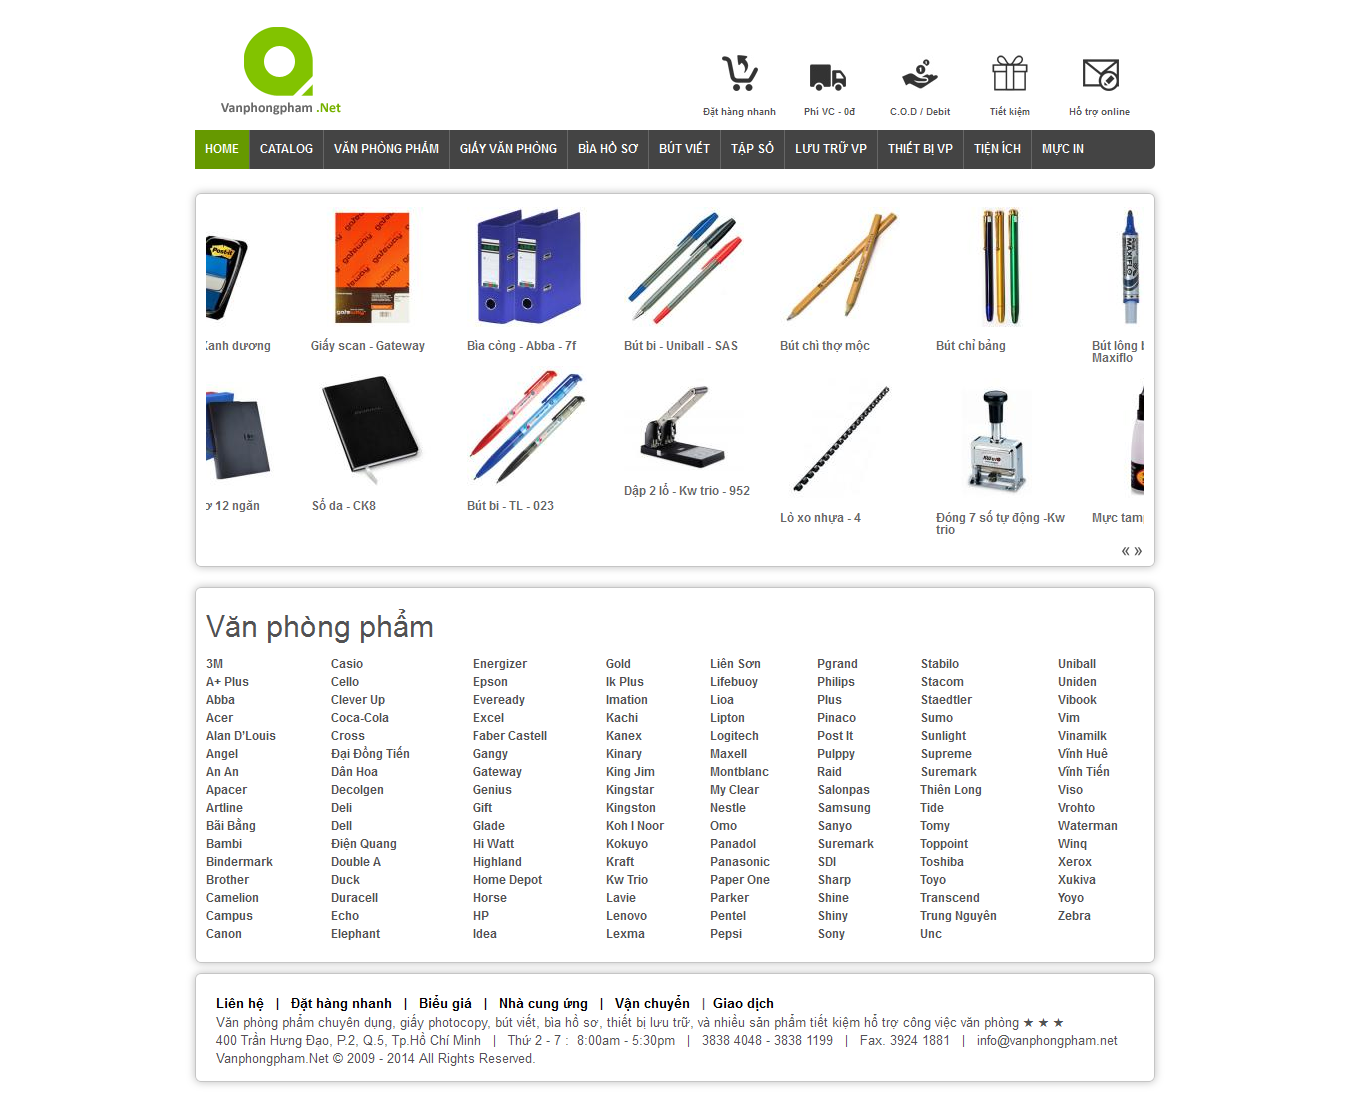 Vanphongpham .Net
Đặt hàng nhanh
Phí VC - 0đ
C.O.D / Debit
Tiết kiệm
Hỗ trợ online
HOME CATALOG VĂN PHÒNG PHẨM GIẤY VĂN PHÒNG BÌA HỒ SƠ BÚT VIẾT TẬP SỔ LƯU TRỮ VP THIẾT BỊ VP TIỆN ÍCH MỰC IN
Post-it
gateway
MAXIFLO
Xanh dương
Giấy scan - Gateway
Bìa còng - Abba - 7f
Bút bi - Uniball - SAS
Bút chì thợ mộc
Bút chỉ bảng
Bút lông b
Maxiflo
ơ 12 ngăn
Sổ da - CK8
Bút bi - TL - 023
Dập 2 lổ - Kw trio - 952
Lò xo nhựa - 4
Đóng 7 số tự động -Kw
trio
Mực tam
« »
Văn phòng phẩm
3M Casio Energizer Gold Liên Sơn Pgrand Stabilo Uniball
A+ Plus Cello Epson Ik Plus Lifebuoy Philips Stacom Uniden
Abba Clever Up Eveready Imation Lioa Plus Staedtler Vibook
Acer Coca-Cola Excel Kachi Lipton Pinaco Sumo Vim
Alan D'Louis Cross Faber Castell Kanex Logitech Post It Sunlight Vinamilk
Angel Đại Đồng Tiến Gangy Kinary Maxell Pulppy Supreme Vĩnh Huê
An An Dân Hoa Gateway King Jim Montblanc Raid Suremark Vĩnh Tiến
Apacer Decolgen Genius Kingstar My Clear Salonpas Thiên Long Viso
Artline Deli Gift Kingston Nestle Samsung Tide Vrohto
Bãi Bằng Dell Glade Koh I Noor Omo Sanyo Tomy Waterman
Bambi Điện Quang Hi Watt Kokuyo Panadol Suremark Toppoint Winq
Bindermark Double A Highland Kraft Panasonic SDI Toshiba Xerox
Brother Duck Home Depot Kw Trio Paper One Sharp Toyo Xukiva
Camelion Duracell Horse Lavie Parker Shine Transcend Yoyo
Campus Echo HP Lenovo Pentel Shiny Trung Nguyên Zebra
Canon Elephant Idea Lexma Pepsi Sony Unc
Liên hệ | Đặt hàng nhanh | Biểu giá | Nhà cung ứng | Vận chuyển | Giao dịch
Văn phòng phẩm chuyên dụng, giấy photocopy, bút viết, bìa hồ sơ, thiết bị lưu trữ, và nhiều sản phẩm tiết kiệm hổ trợ công việc văn phòng ★ ★ ★
400 Trần Hưng Đạo, P.2, Q.5, Tp.Hồ Chí Minh | Thứ 2 - 7 : 8:00am - 5:30pm | 3838 4048 - 3838 1199 | Fax. 3924 1881 | info@vanphongpham.net
Vanphongpham.Net © 2009 - 2014 All Rights Reserved.